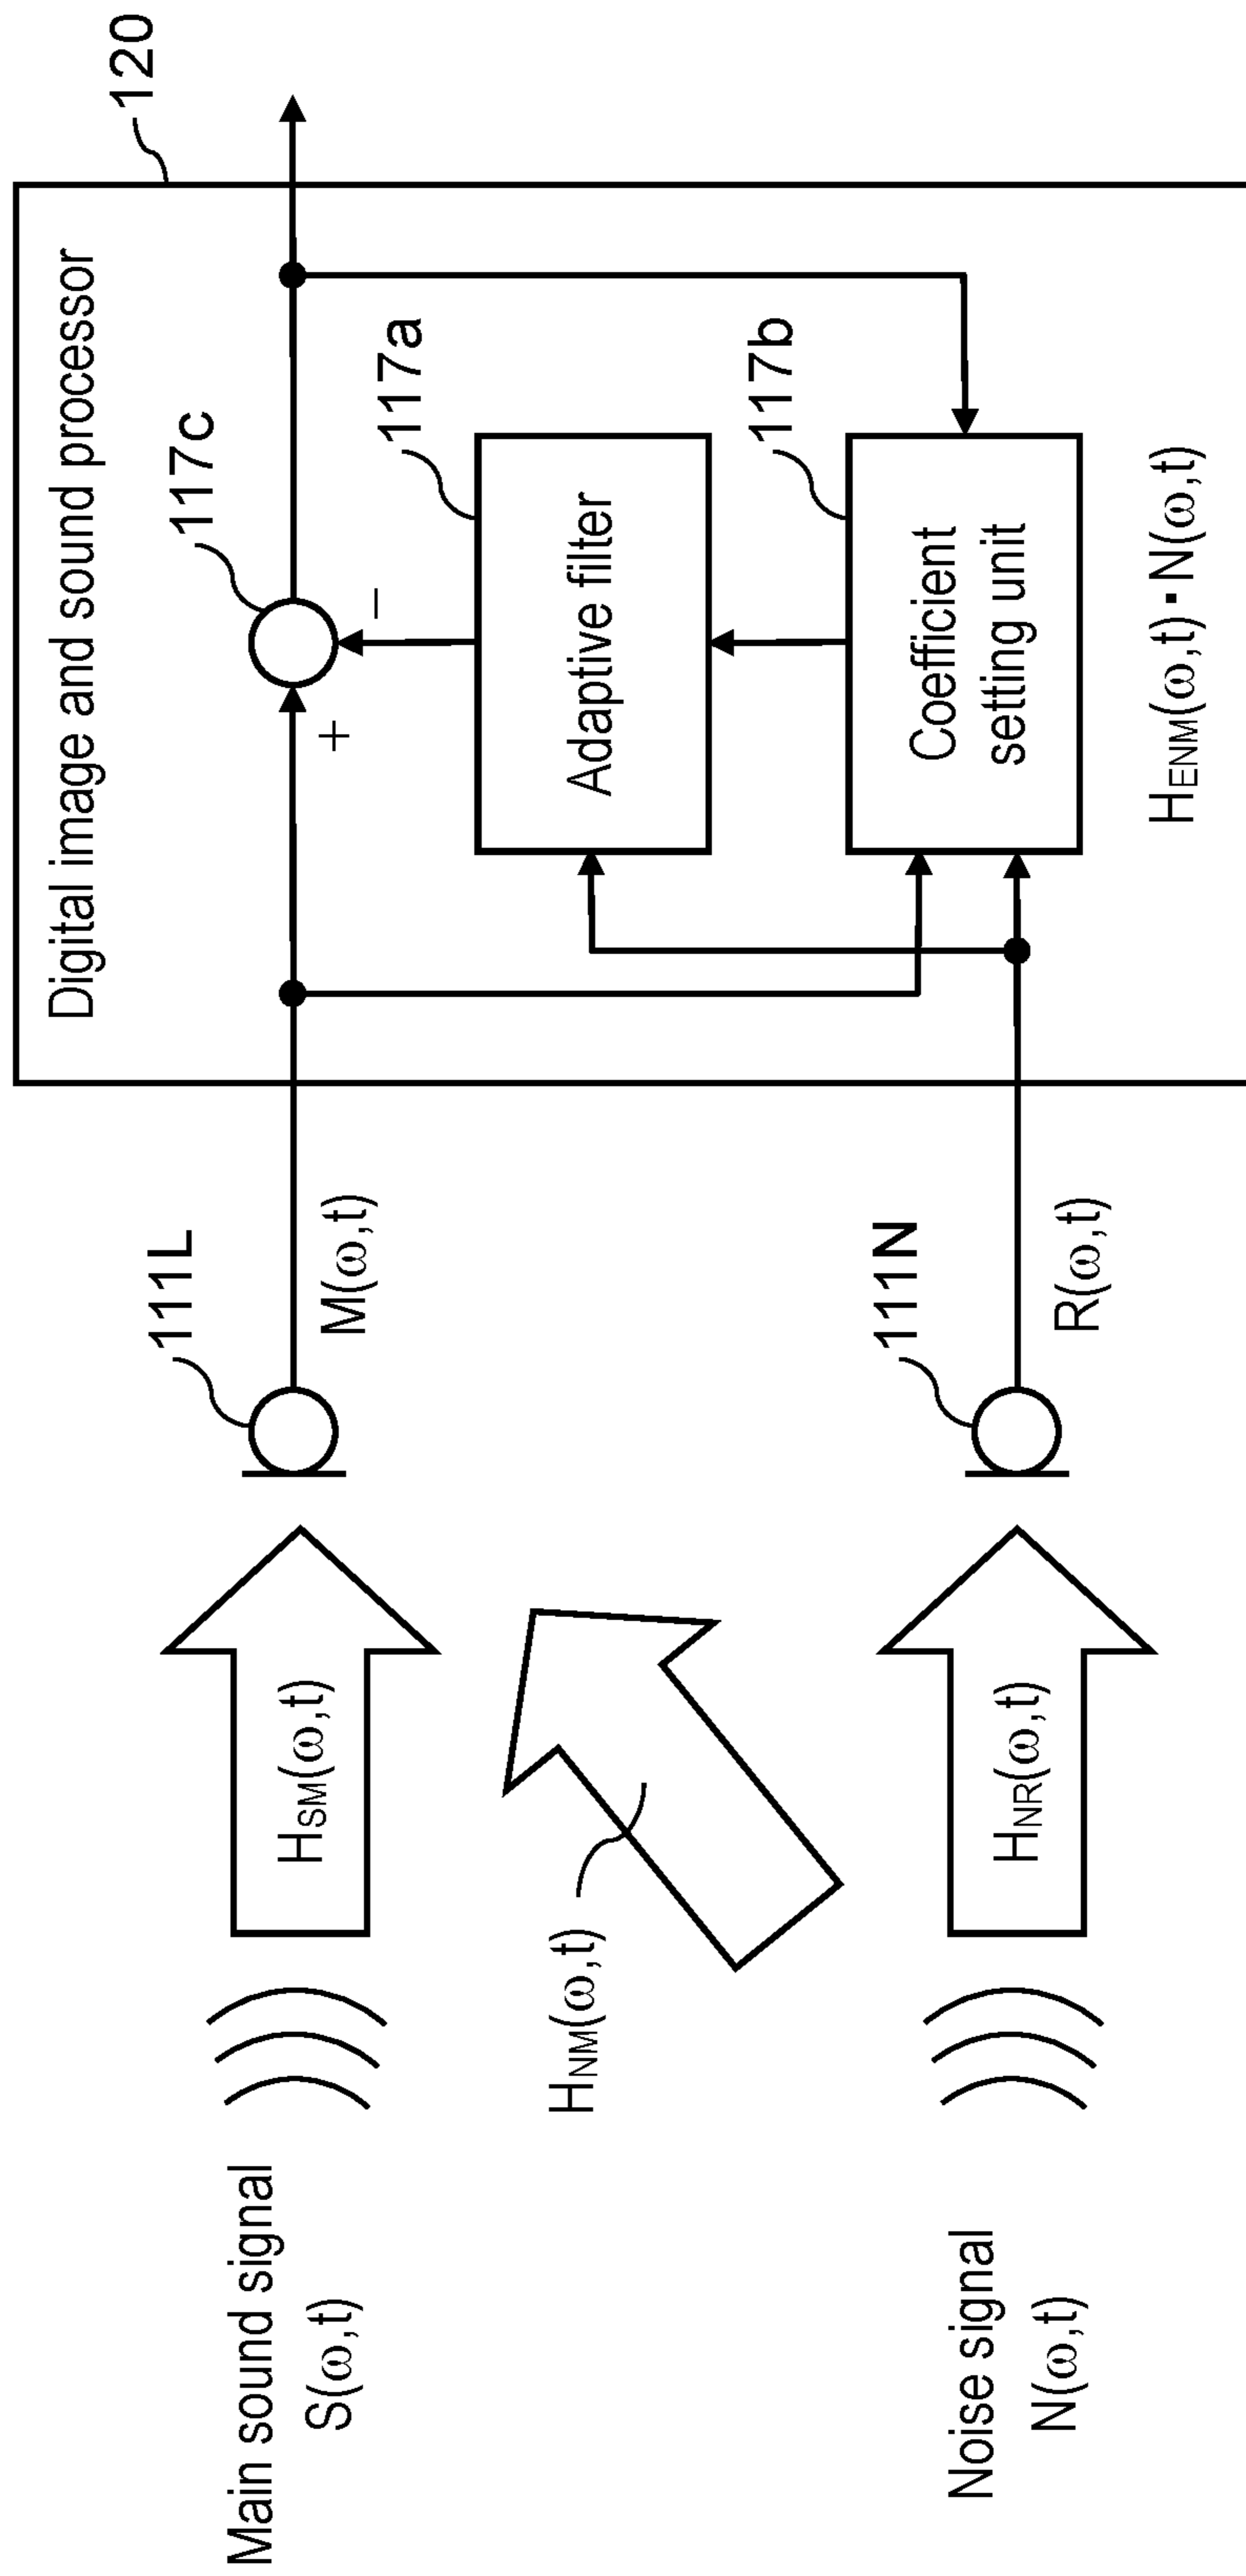 Main sound signal
S(ω,t)
HSM(ω,t)
111L
M(ω,t)
HNM(ω,t)
Noise signal
N(ω,t)
HNR(ω,t)
111N
R(ω,t)
120
Digital image and sound processor
117c
+
−
117a
Adaptive filter
117b
Coefficient
setting unit
HENM(ω,t)·N(ω,t)